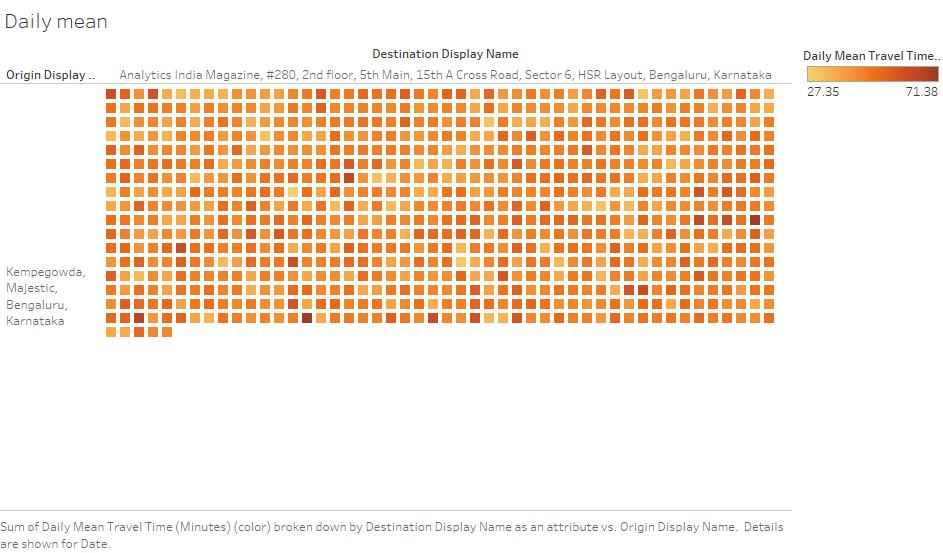 Daily mean
Destination Display Name
Daily Mean Travel Time..
Origin Display ..
Analytics India Magazine, #280, 2nd floor, 5th Main, 15th A Cross Road, Sector 6, HSR Layout, Bengaluru, Karnataka
27.35
71.38
Kempegowda,
Majestic,
Bengaluru,
Karnataka
Sum of Daily Mean Travel Time (Minutes) (color) broken down by Destination Display Name as an attribute vs. Origin Display Name.  Details
are shown for Date.